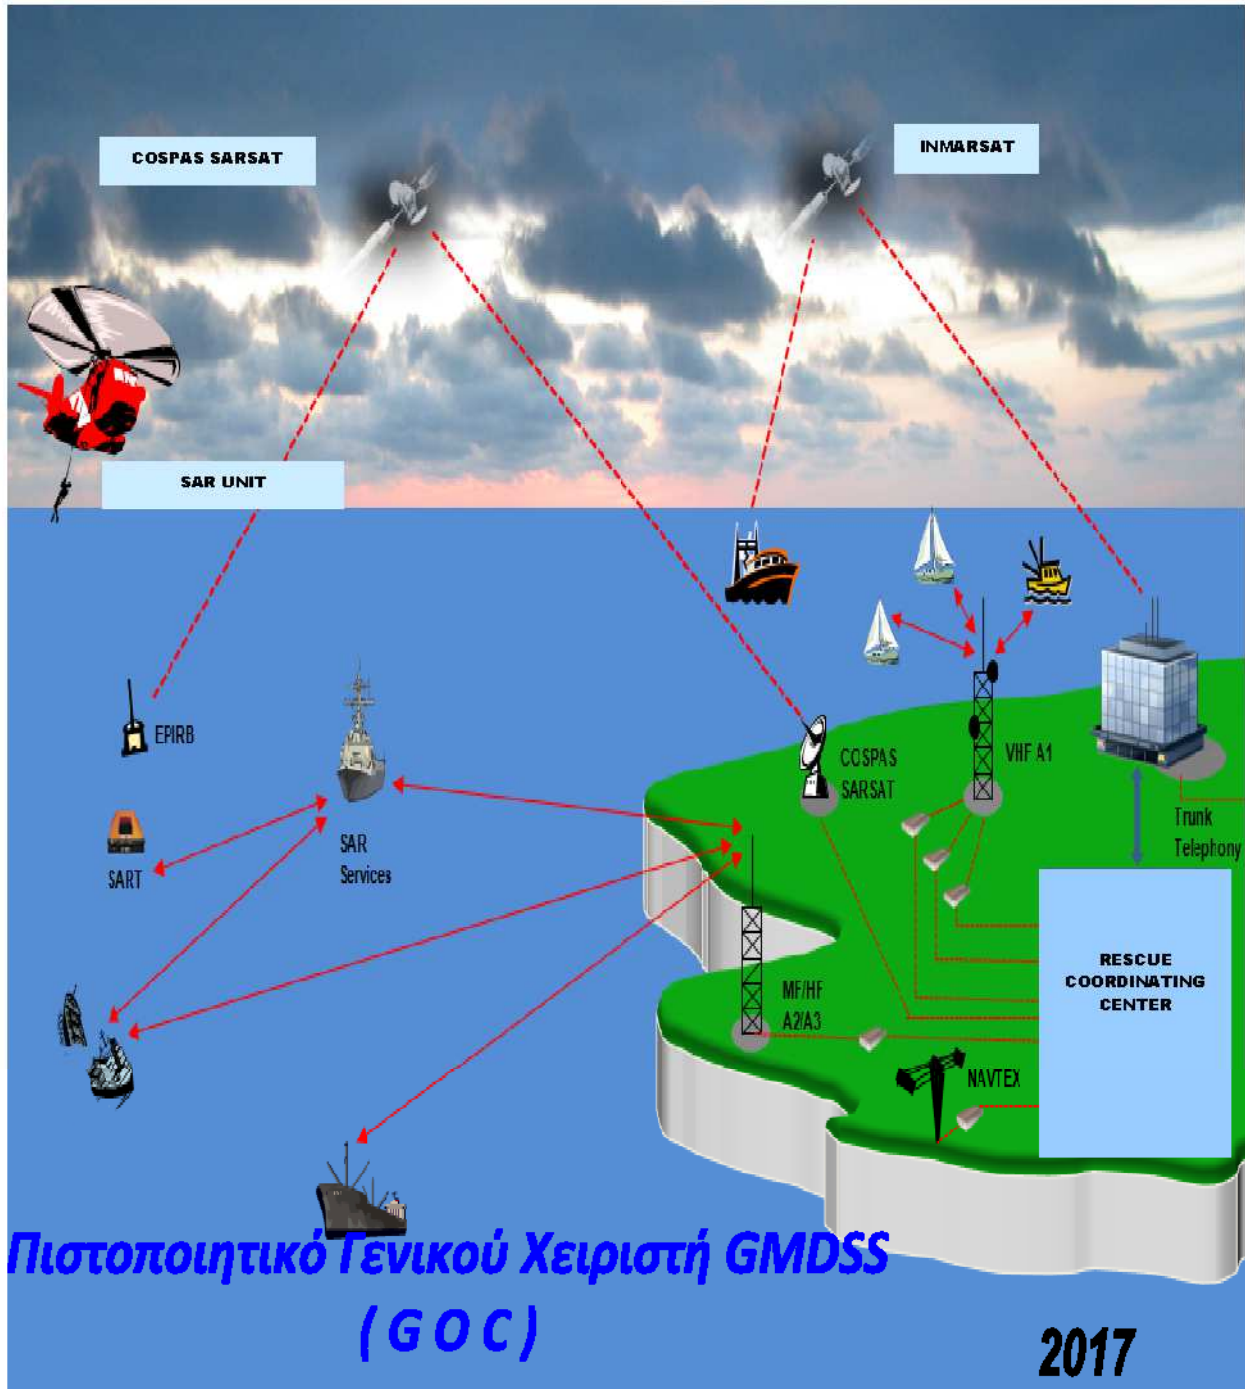 COSPAS SARSAT
INMARSAT
SAR UNIT
EPIRB
COSPAS
SARSAT
VHF A1
Trunk
Telephony
SART
SAR
Services
RESCUE
COORDINATING
CENTER
MF/HF
A2/A3
NAVTEX
Πιστοποιητικό Γενικού Χειριστή GMDSS
( G O C )
2017